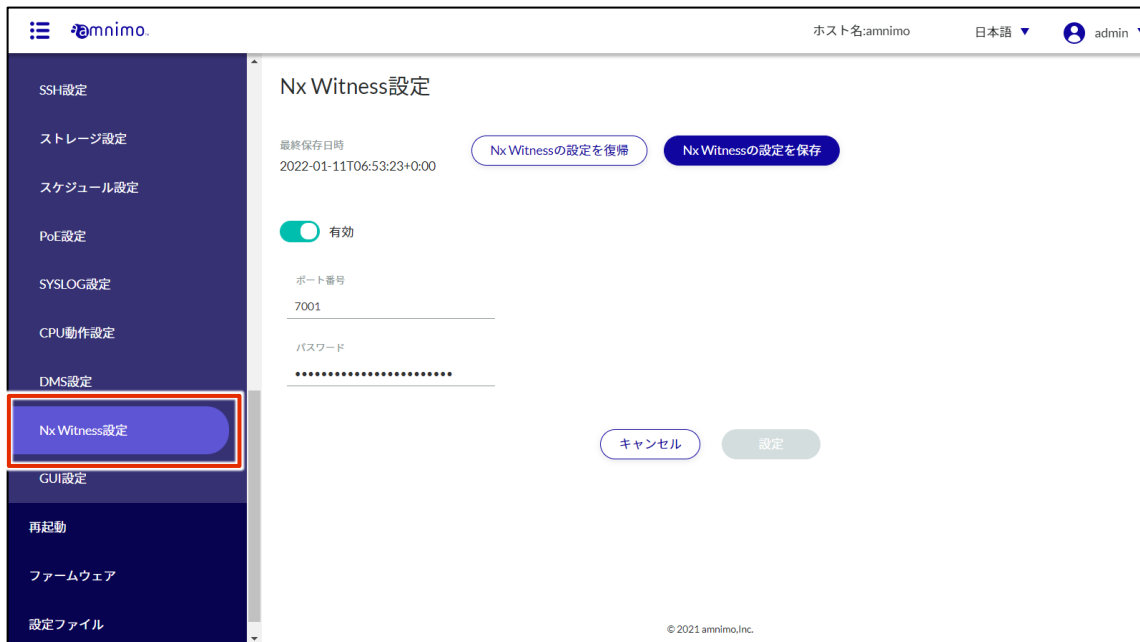 amnimo.
ホスト名:amnimo
日本語 ▼
admin
SSH設定
ストレージ設定
スケジュール設定
PoE設定
SYSLOG設定
CPU動作設定
DMS設定
Nx Witness設定
GUI設定
再起動
ファームウェア
設定ファイル
Nx Witness設定
最終保存日時
2022-01-11T06:53:23+0:00
Nx Witnessの設定を復帰
Nx Witnessの設定を保存
有効
ポート番号
7001
パスワード
••••••••••••••••••••••••
キャンセル
設定
© 2021 amnimo,Inc.